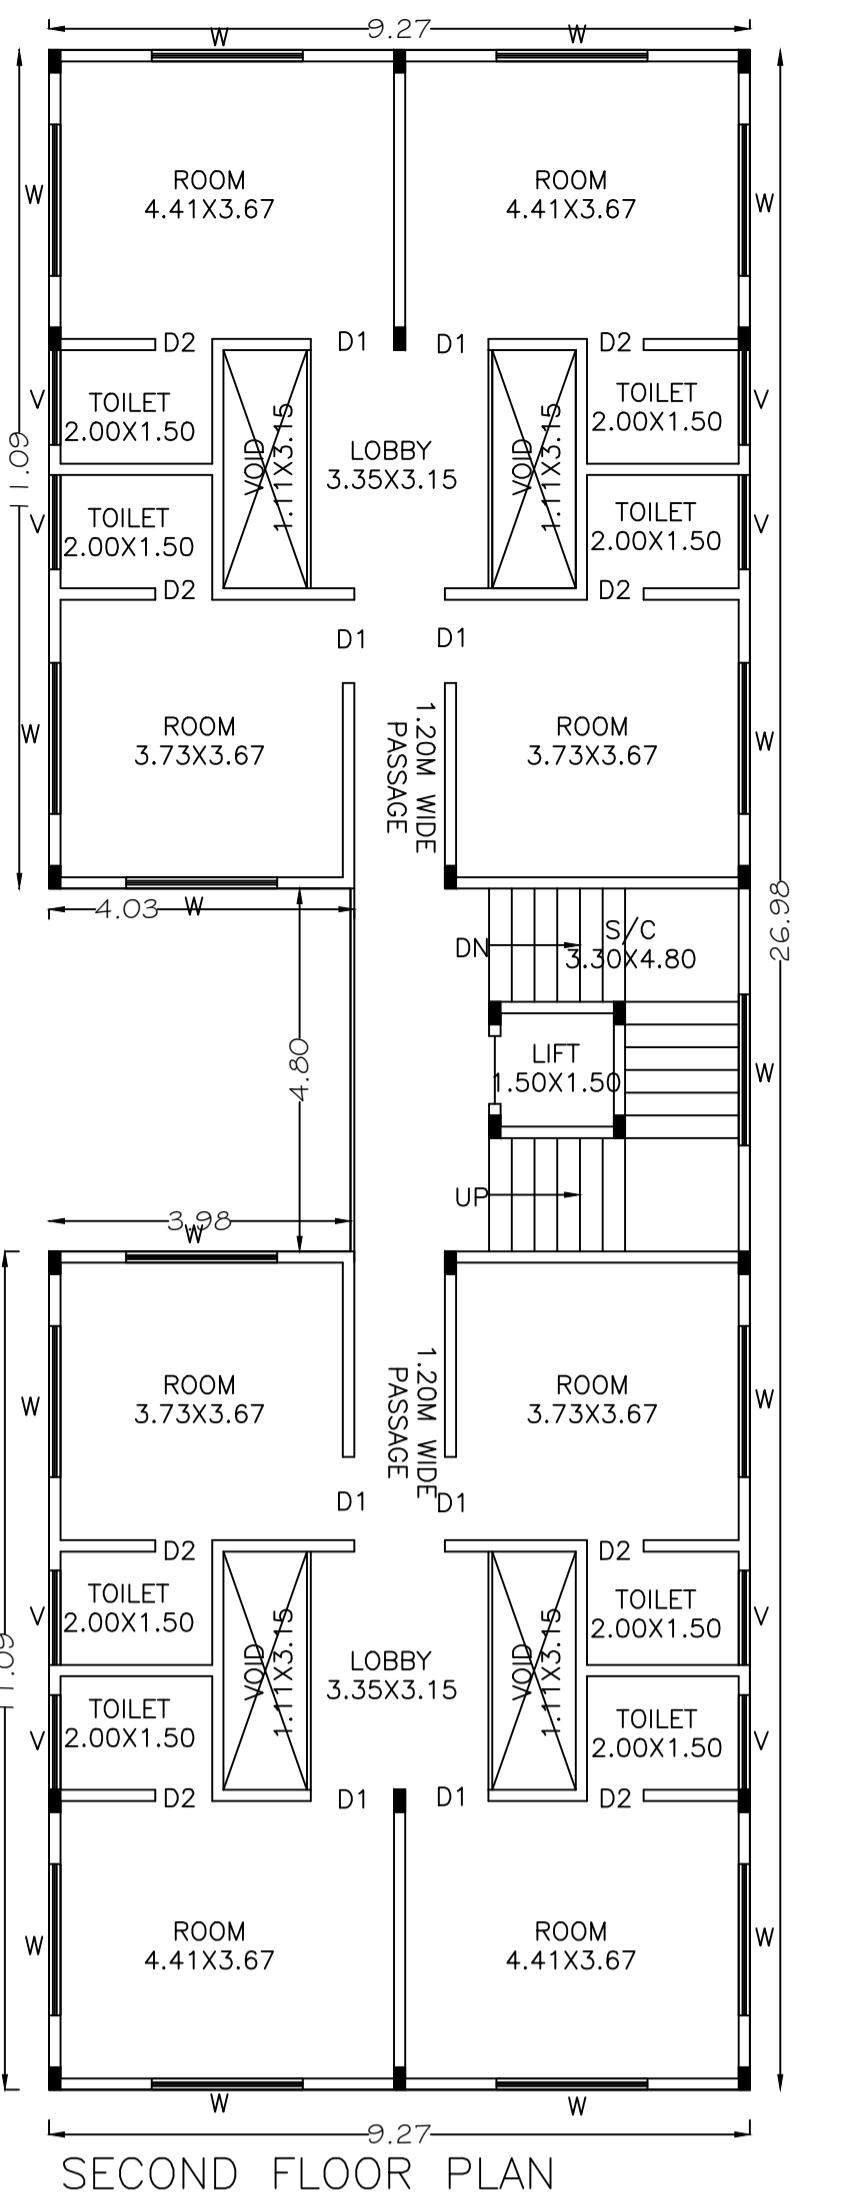 9.27
W
W
ROOM
4.41X3.67
ROOM
4.41X3.67
W
W
D2
D1
D1
D2
V
TOILET
2.00X1.50
VOID
1.11X3.15
LOBBY
3.35X3.15
VOID
1.11X3.15
TOILET
2.00X1.50
V
11.09
V
TOILET
2.00X1.50
TOILET
2.00X1.50
V
D2
D2
D1
D1
W
ROOM
3.73X3.67
1.20M WIDE
PASSAGE
ROOM
3.73X3.67
W
4.03
W
26.98
DN
S/C
3.30X4.80
4.80
LIFT
1.50X1.50
W
UP
3.98
W
W
ROOM
3.73X3.67
1.20M WIDE
PASSAGE
ROOM
3.73X3.67
W
D1
D1
D2
D2
V
TOILET
2.00X1.50
VOID
1.11X3.15
LOBBY
3.35X3.15
VOID
1.11X3.15
TOILET
2.00X1.50
V
11.09
V
TOILET
2.00X1.50
TOILET
2.00X1.50
V
D2
D1
D1
D2
W
ROOM
4.41X3.67
ROOM
4.41X3.67
W
W
W
9.27
SECOND FLOOR PLAN